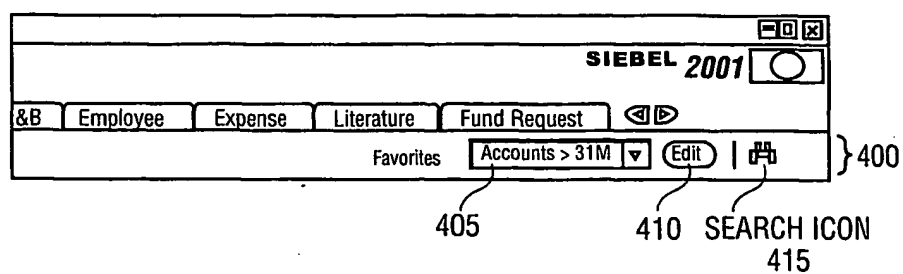 SIEBEL 2001
&B Employee Expense Literature Fund Request
Favorites Accounts > 31M Edit 400
405 410 SEARCH ICON
415